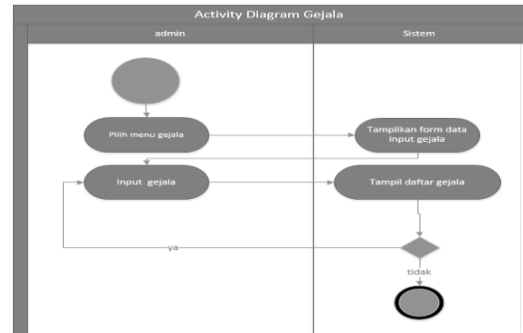 Activity Diagram Gejala
admin
Sistem
Pilih menu gejala
Tampilkan form data
input gejala
Input gejala
Tampil daftar gejala
ya
tidak